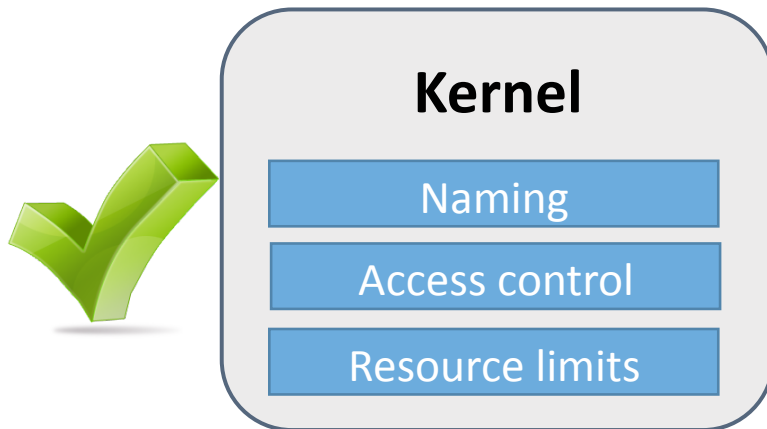 Kernel
Naming
Access control
Resource limits